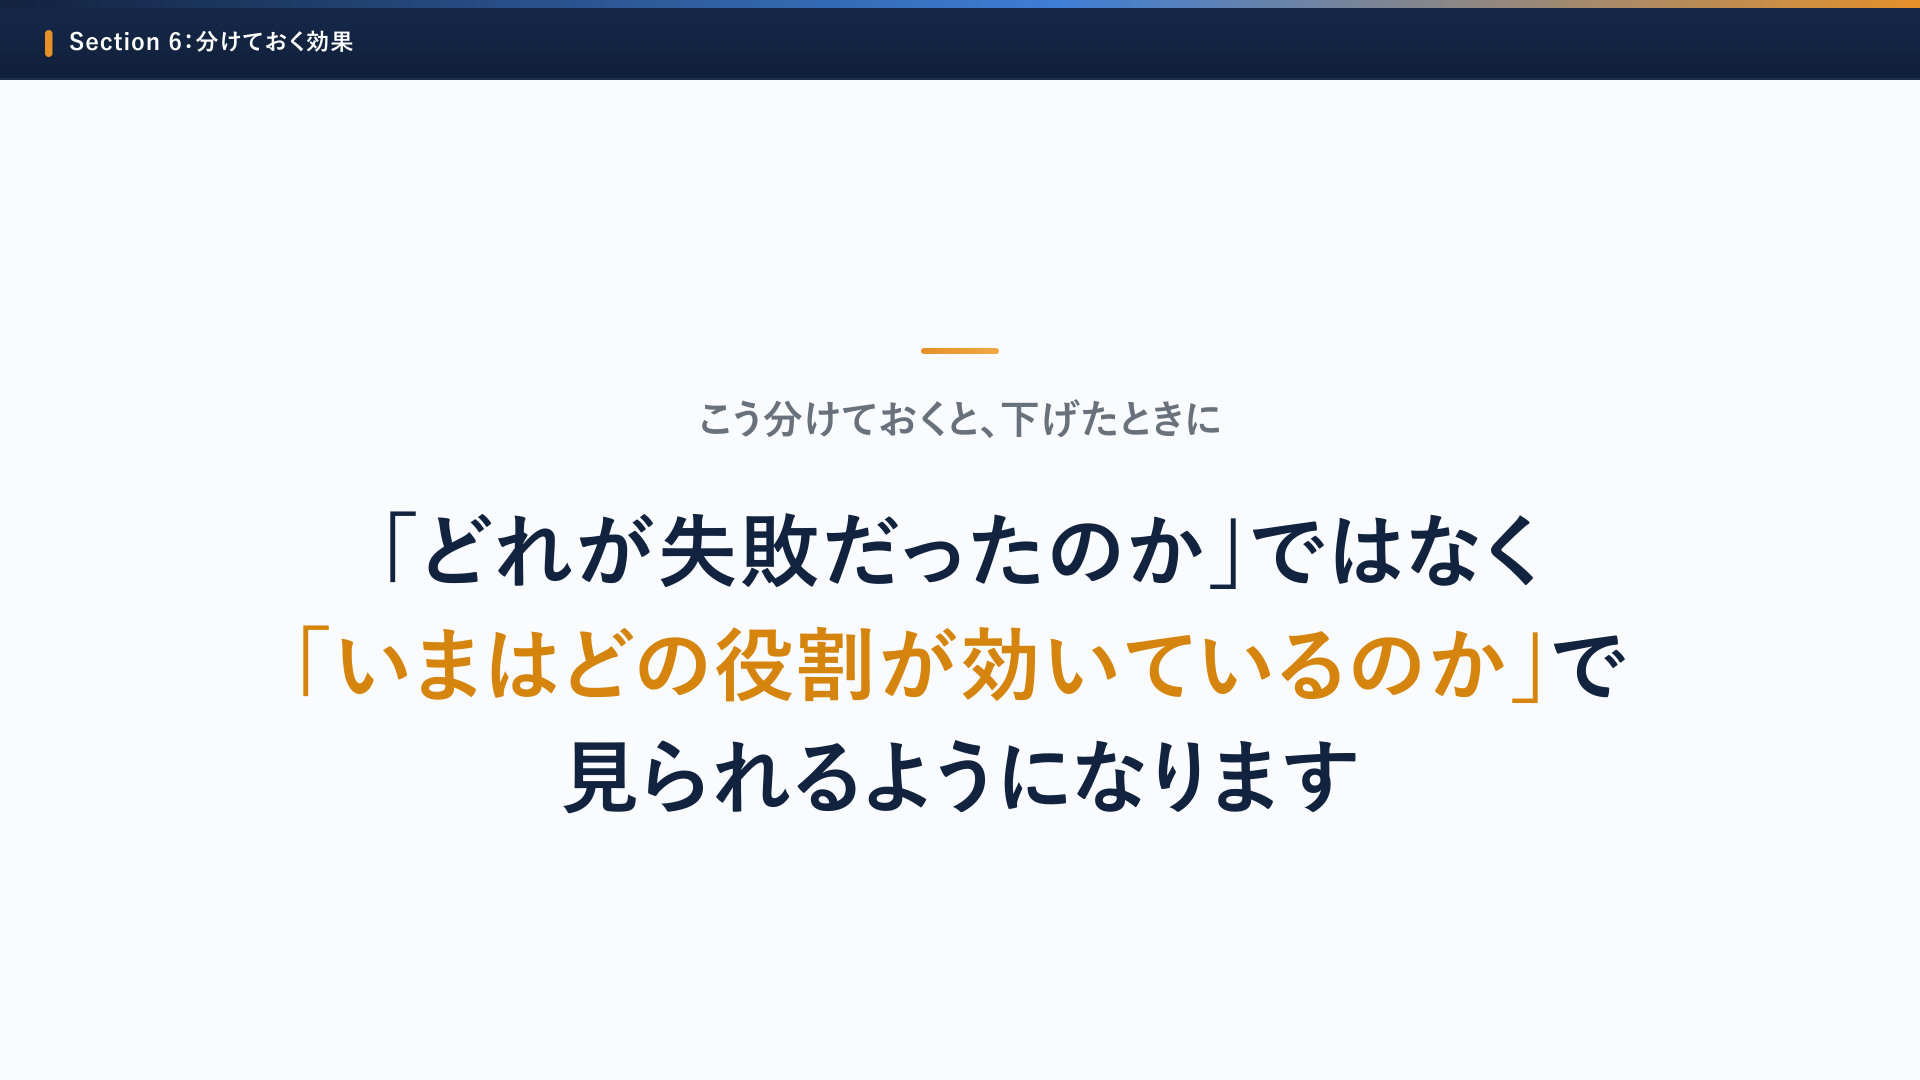 Section 6：分けておく効果
こう分けておくと、下げたときに
「どれが失敗だったのか」ではなく
「いまはどの役割が効いているのか」で
見られるようになります